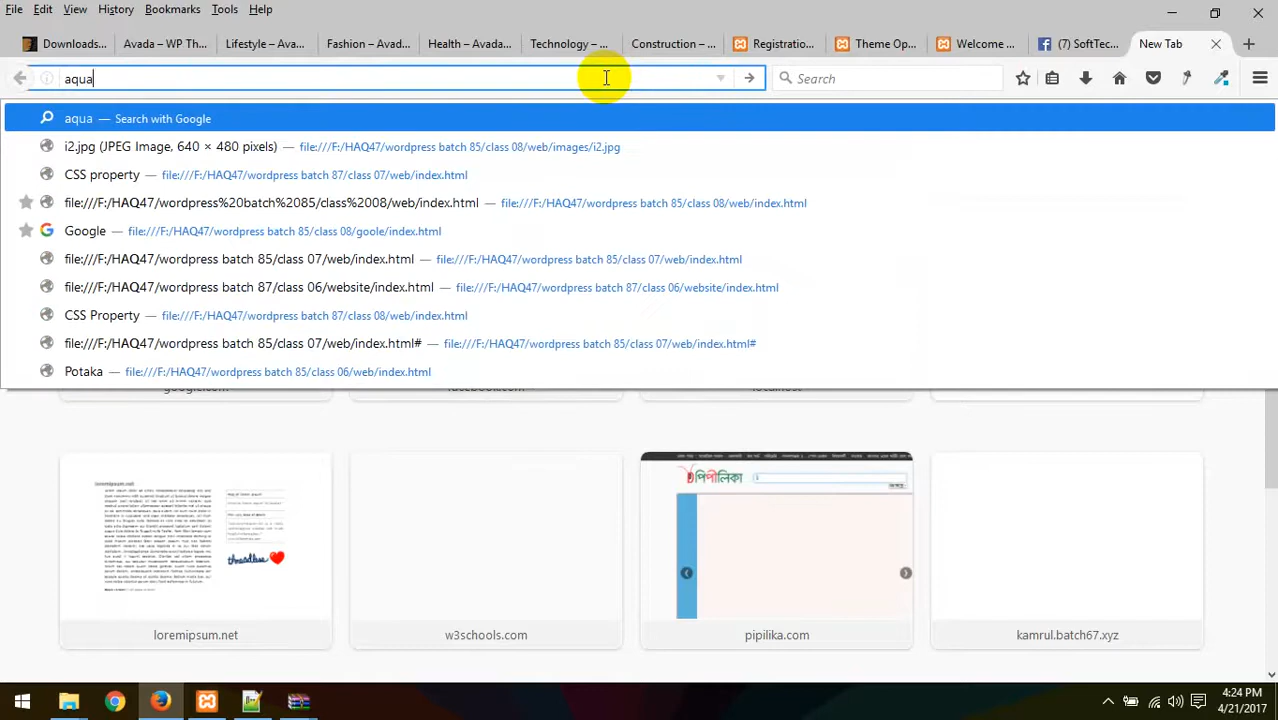 File Edit View History Bookmarks Tools Help
Downloads... Avada – WP Th... Lifestyle – Ava... Fashion – Avad... Health – Avada... Technology – ... Construction – ... Registratio... Theme Op... Welcome ... (SoftTec... New Tab
aqua Search
aqua — Search with Google
i2.jpg (JPEG Image, 640 × 480 pixels) — file:///F:/HAQ47/wordpress batch 85/class 08/web/images/i2.jpg
CSS property — file:///F:/HAQ47/wordpress batch 87/class 07/web/index.html
file:///F:/HAQ47/wordpress%20batch%2085/class%2008/web/index.html — file:///F:/HAQ47/wordpress batch 85/class 08/web/index.html
Google — file:///F:/HAQ47/wordpress batch 85/class 08/goole/index.html
file:///F:/HAQ47/wordpress batch 85/class 07/web/index.html — file:///F:/HAQ47/wordpress batch 85/class 07/web/index.html
file:///F:/HAQ47/wordpress batch 87/class 06/website/index.html — file:///F:/HAQ47/wordpress batch 87/class 06/website/index.html
CSS Property — file:///F:/HAQ47/wordpress batch 87/class 08/web/index.html
file:///F:/HAQ47/wordpress batch 85/class 07/web/index.html# — file:///F:/HAQ47/wordpress batch 85/class 07/web/index.html#
Potaka — file:///F:/HAQ47/wordpress batch 85/class 06/web/index.html
loremipsum.net
threadless
পিপীলিকা
loremipsum.net w3schools.com pipilika.com kamrul.batch67.xyz
4:24 PM
4/21/2017